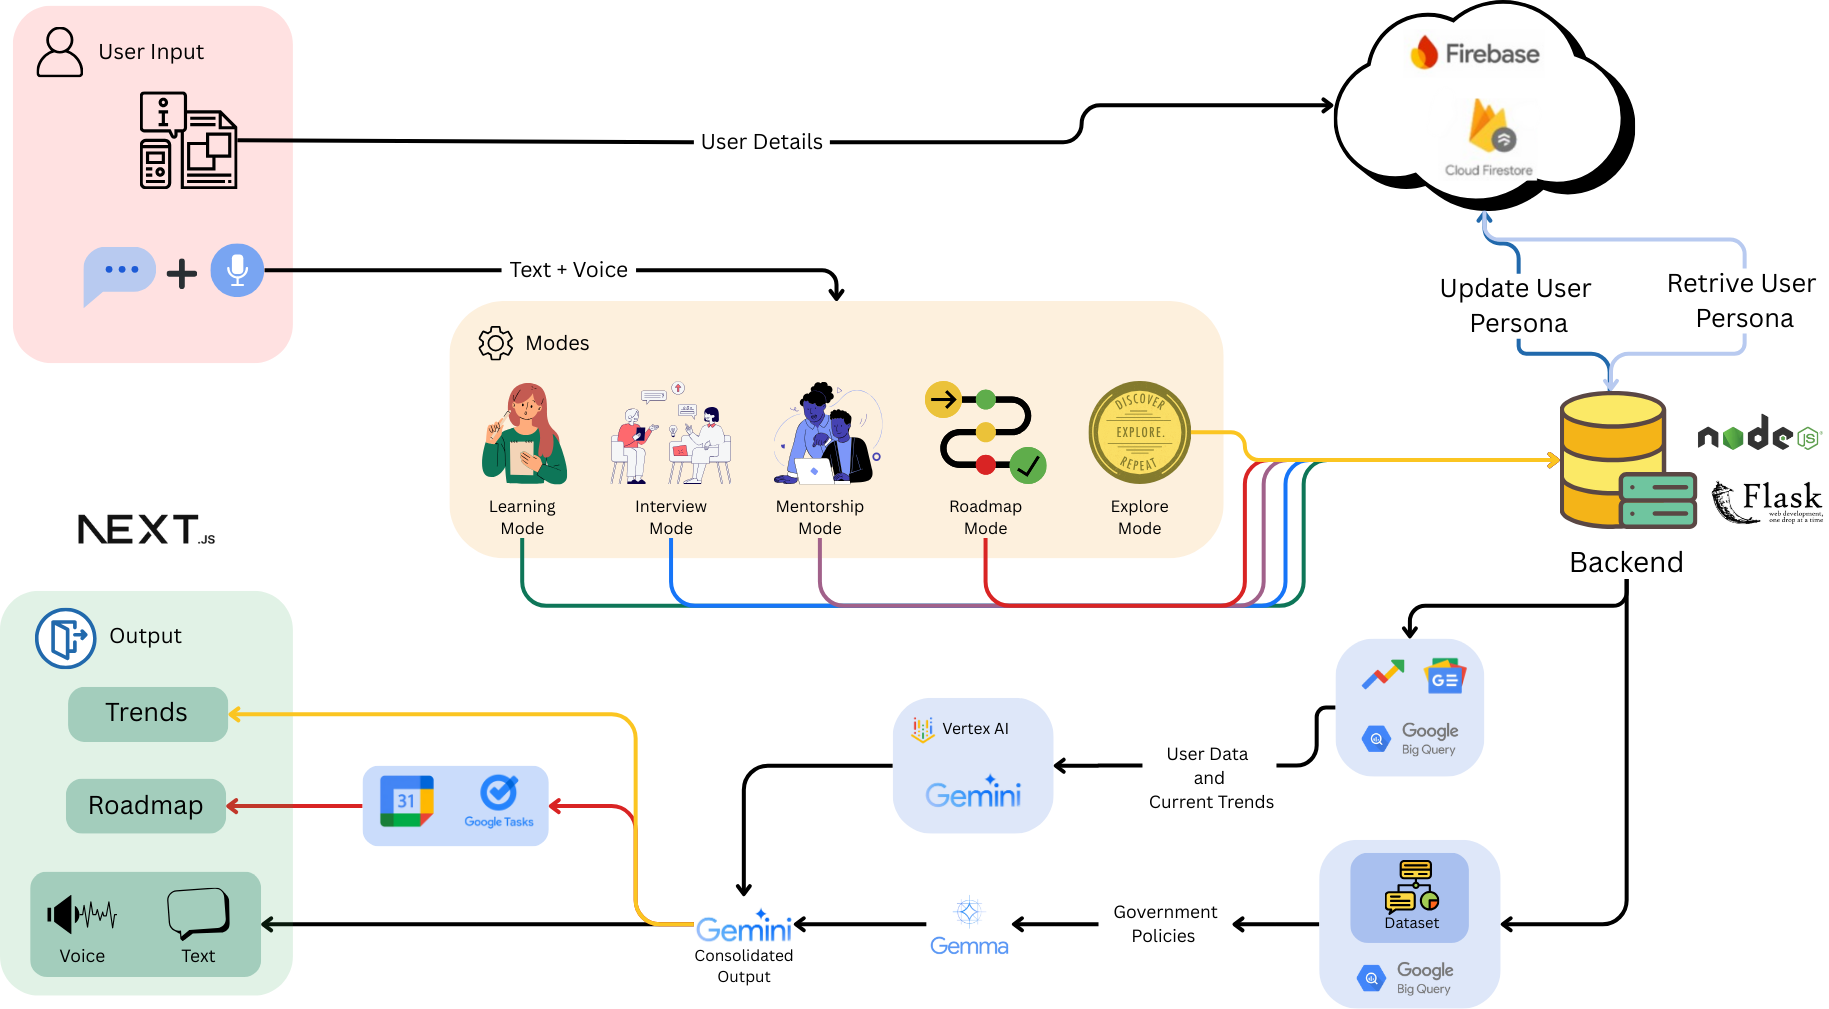 User Input
User Details
Text + Voice
Firebase
Cloud Firestore
Update User
Persona
Retrive User
Persona
Modes
DISCOVER
EXPLORE.
REPEAT
Learning
Mode
Interview
Mode
Mentorship
Mode
Roadmap
Mode
Explore
Mode
node
JS
Flask
web development,
one drop at a time
Backend
NEXT.JS
Output
Trends
Roadmap
Voice
Text
31
Google Tasks
Vertex AI
Gemini
User Data
and
Current Trends
GE
Google
Big Query
Gemini
Consolidated
Output
Gemma
Government
Policies
Dataset
Google
Big Query